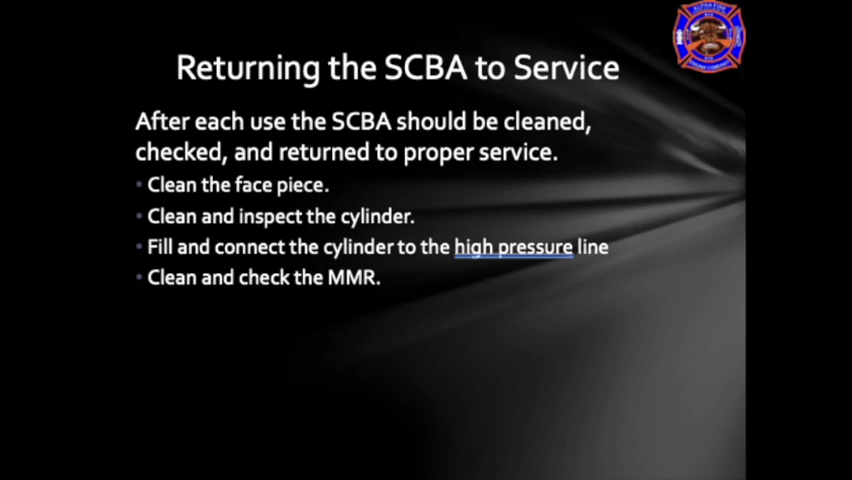 Returning the SCBA to Service
After each use the SCBA should be cleaned,
checked, and returned to proper service.
• Clean the face piece.
• Clean and inspect the cylinder.
• Fill and connect the cylinder to the high pressure line
• Clean and check the MMR.
ALPHA FIRE